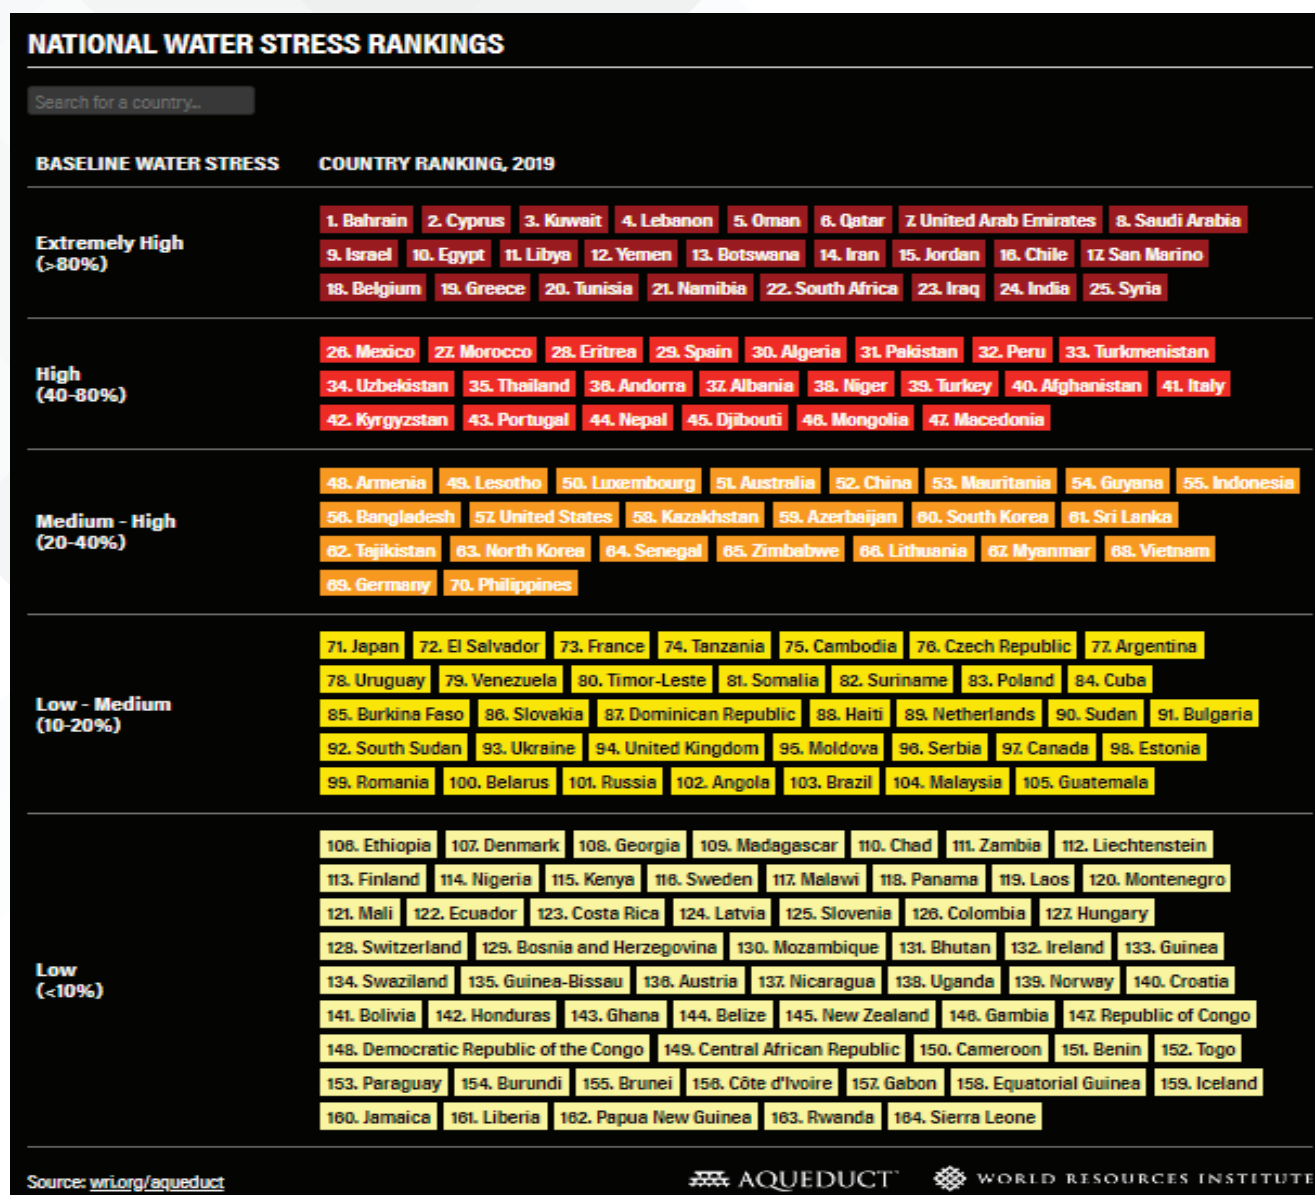 NATIONAL WATER STRESS RANKINGS
Search for a country...
BASELINE WATER STRESS COUNTRY RANKING, 2019
Extremely High
(>80%)
1. Bahrain 2. Cyprus 3. Kuwait 4. Lebanon 5. Oman 6. Qatar 7. United Arab Emirates 8. Saudi Arabia
9. Israel 10. Egypt 11. Libya 12. Yemen 13. Botswana 14. Iran 15. Jordan 16. Chile 17. San Marino
18. Belgium 19. Greece 20. Tunisia 21. Namibia 22. South Africa 23. Iraq 24. India 25. Syria
High
(40-80%)
26. Mexico 27. Morocco 28. Eritrea 29. Spain 30. Algeria 31. Pakistan 32. Peru 33. Turkmenistan
34. Uzbekistan 35. Thailand 36. Andorra 37. Albania 38. Niger 39. Turkey 40. Afghanistan 41. Italy
42. Kyrgyzstan 43. Portugal 44. Nepal 45. Djibouti 46. Mongolia 47. Macedonia
Medium - High
(20-40%)
48. Armenia 49. Lesotho 50. Luxembourg 51. Australia 52. China 53. Mauritania 54. Guyana 55. Indonesia
56. Bangladesh 57. United States 58. Kazakhstan 59. Azerbaijan 60. South Korea 61. Sri Lanka
62. Tajikistan 63. North Korea 64. Senegal 65. Zimbabwe 66. Lithuania 67. Myanmar 68. Vietnam
69. Germany 70. Philippines
Low - Medium
(10-20%)
71. Japan 72. El Salvador 73. France 74. Tanzania 75. Cambodia 76. Czech Republic 77. Argentina
78. Uruguay 79. Venezuela 80. Timor-Leste 81. Somalia 82. Suriname 83. Poland 84. Cuba
85. Burkina Faso 86. Slovakia 87. Dominican Republic 88. Haiti 89. Netherlands 90. Sudan 91. Bulgaria
92. South Sudan 93. Ukraine 94. United Kingdom 95. Moldova 96. Serbia 97. Canada 98. Estonia
99. Romania 100. Belarus 101. Russia 102. Angola 103. Brazil 104. Malaysia 105. Guatemala
Low
(<10%)
106. Ethiopia 107. Denmark 108. Georgia 109. Madagascar 110. Chad 111. Zambia 112. Liechtenstein
113. Finland 114. Nigeria 115. Kenya 116. Sweden 117. Malawi 118. Panama 119. Laos 120. Montenegro
121. Mali 122. Ecuador 123. Costa Rica 124. Latvia 125. Slovenia 126. Colombia 127. Hungary
128. Switzerland 129. Bosnia and Herzegovina 130. Mozambique 131. Bhutan 132. Ireland 133. Guinea
134. Swaziland 135. Guinea-Bissau 136. Austria 137. Nicaragua 138. Uganda 139. Norway 140. Croatia
141. Bolivia 142. Honduras 143. Ghana 144. Belize 145. New Zealand 146. Gambia 147. Republic of Congo
148. Democratic Republic of the Congo 149. Central African Republic 150. Cameroon 151. Benin 152. Togo
153. Paraguay 154. Burundi 155. Brunei 156. Côte d'Ivoire 157. Gabon 158. Equatorial Guinea 159. Iceland
160. Jamaica 161. Liberia 162. Papua New Guinea 163. Rwanda 164. Sierra Leone
Source: wri.org/aqueduct AQUEDUCT WORLD RESOURCES INSTITUTE